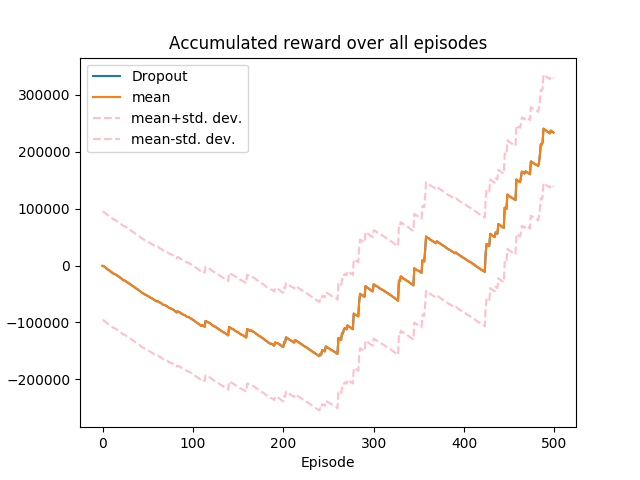 Accumulated reward over all episodes
Dropout
mean
mean+std. dev.
mean-std. dev.
300000
200000
100000
0
−100000
−200000
0 100 200 300 400 500
Episode